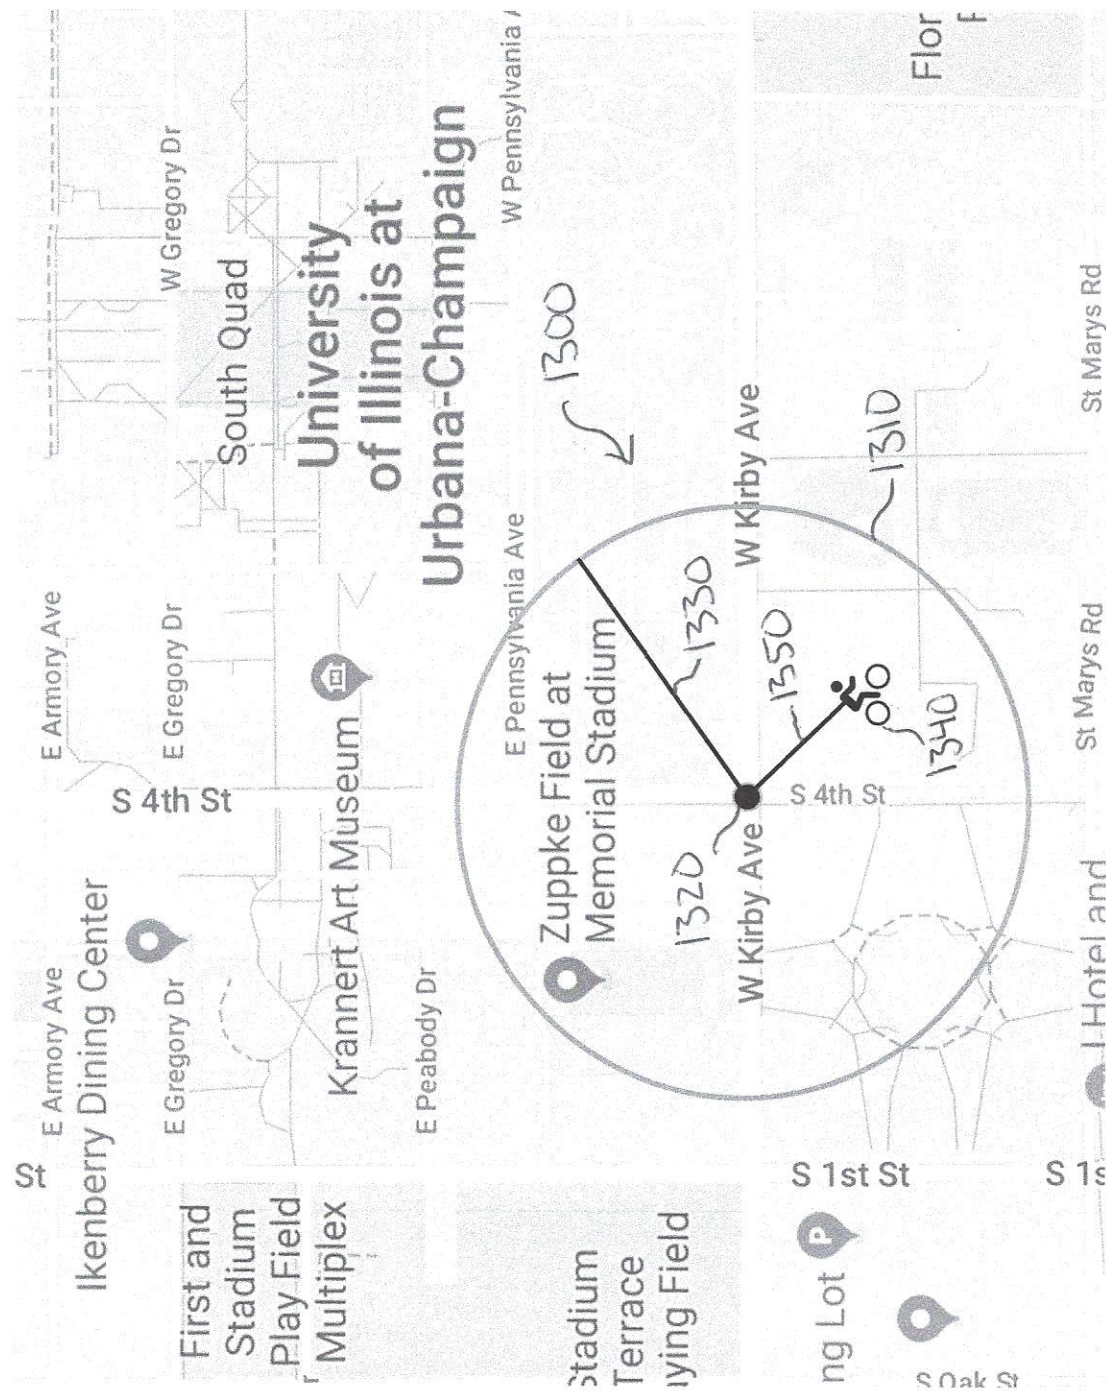 St
E Armory Ave
E Armory Ave
Ikenberry Dining Center
S 4th St
E Gregory Dr
E Gregory Dr
W Gregory Dr
First and
Stadium
Play Field
Multiplex
South Quad
Krannert Art Museum
University
of Illinois at
Urbana-Champaign
E Peabody Dr
E Pennsylvania Ave
W Pennsylvania
Zuppke Field at
Memorial Stadium
1300
Stadium
Terrace
aying Field
1320
1330
W Kirby Ave
W Kirby Ave
1350
S 4th St
S 1st St
P
ng Lot
1310
1340
Flor
S Oak St
St Marys Rd
St Marys Rd
I Hotel and
S 1s